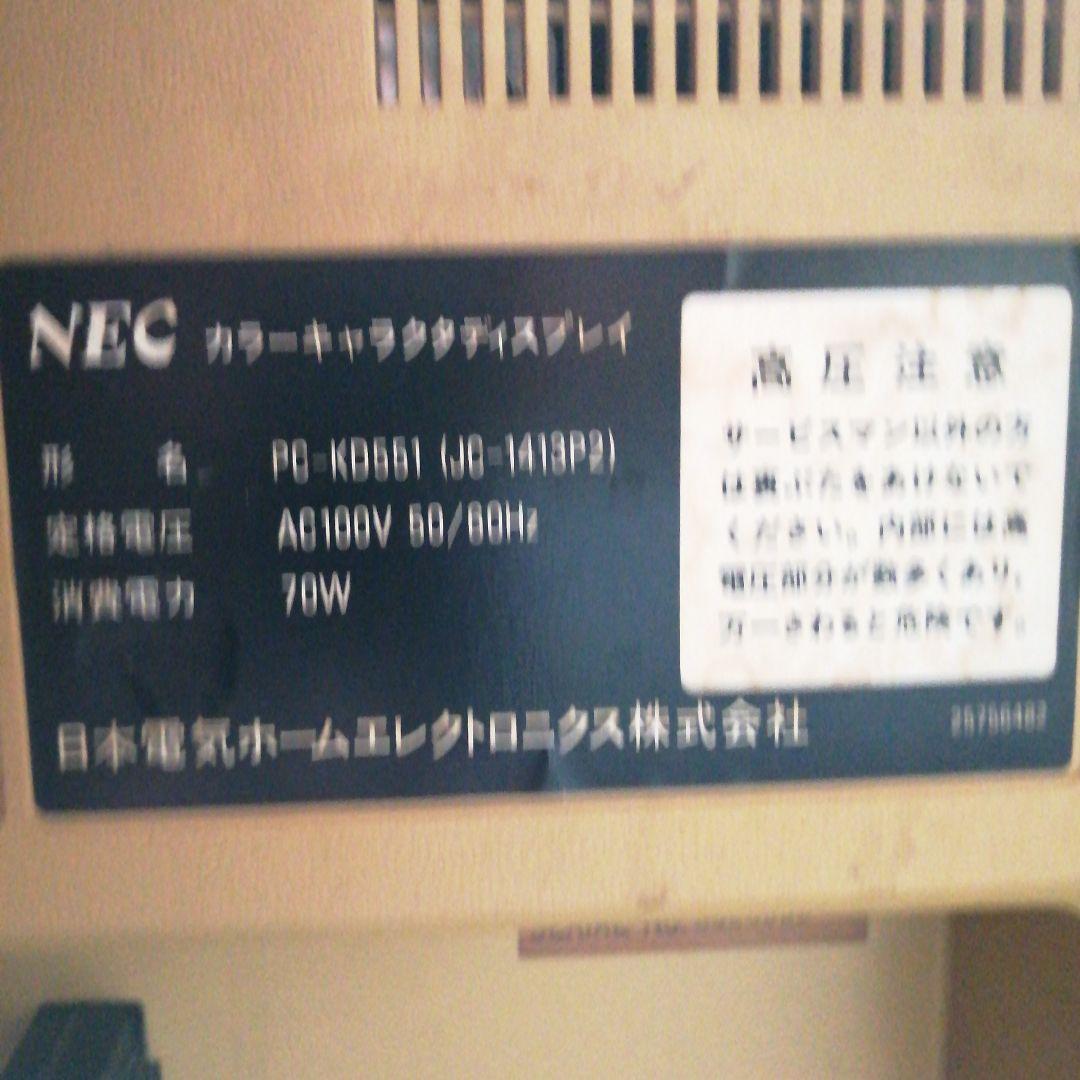 NEC カラーキャラクタディスプレイ
形 名 PC-KD551 (JC-1413P2)
定格電圧 AC100V 50/60Hz
消費電力 70W
日本電気ホームエレクトロニクス株式会社
高圧注意
サービスマン以外の方
は裏ぶたをあけないで
ください。内部には高
電圧部分が数多くあり、
万一さわると危険です。
SERIAL NO.